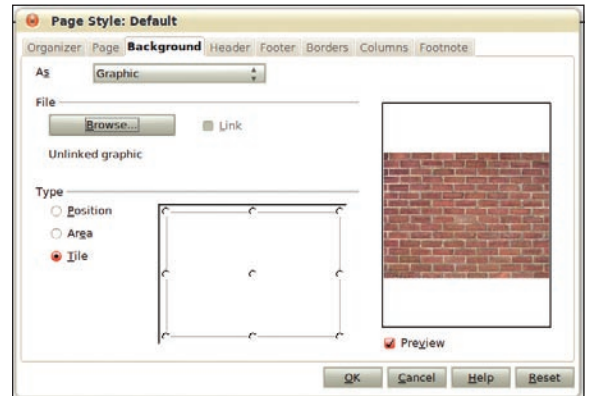 Page Style: Default
Organizer Page Background Header Footer Borders Columns Footnote
As Graphic
File
Browse... Link
Unlinked graphic
Type
Position
Area
Tile
Preview
OK Cancel Help Reset